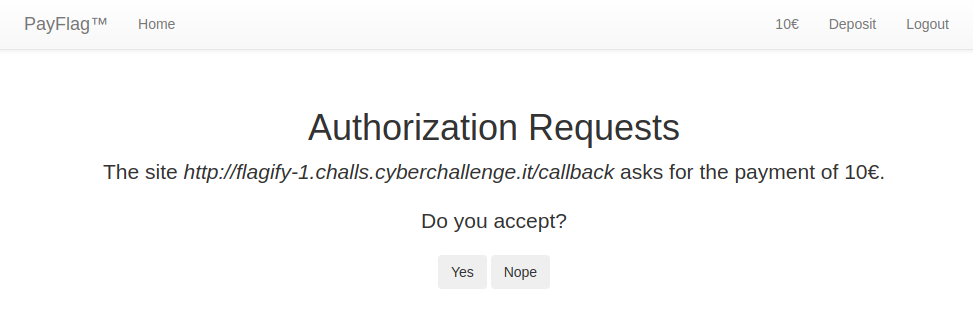 PayFlag™ Home 10€ Deposit Logout
Authorization Requests
The site http://flagify-1.challs.cyberchallenge.it/callback asks for the payment of 10€.
Do you accept?
Yes Nope